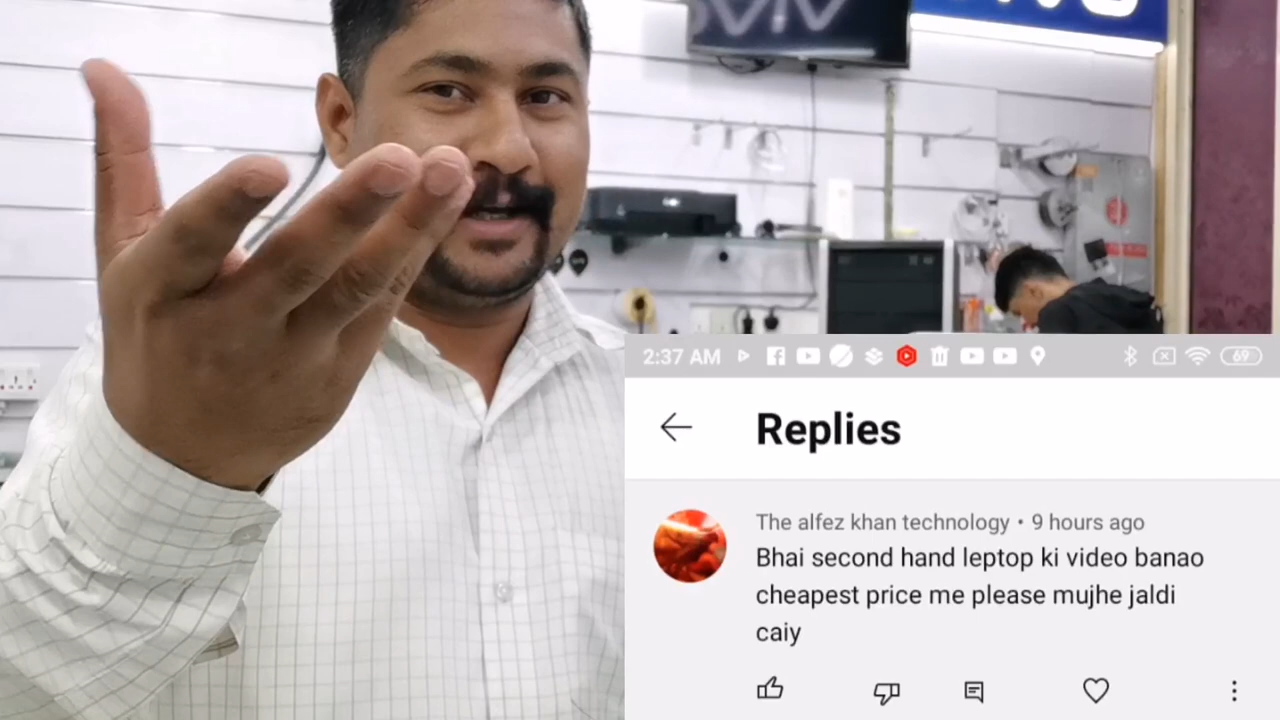 2:37 AM
69
Replies
The alfez khan technology • 9 hours ago
Bhai second hand leptop ki video banao
cheapest price me please mujhe jaldi
caiy